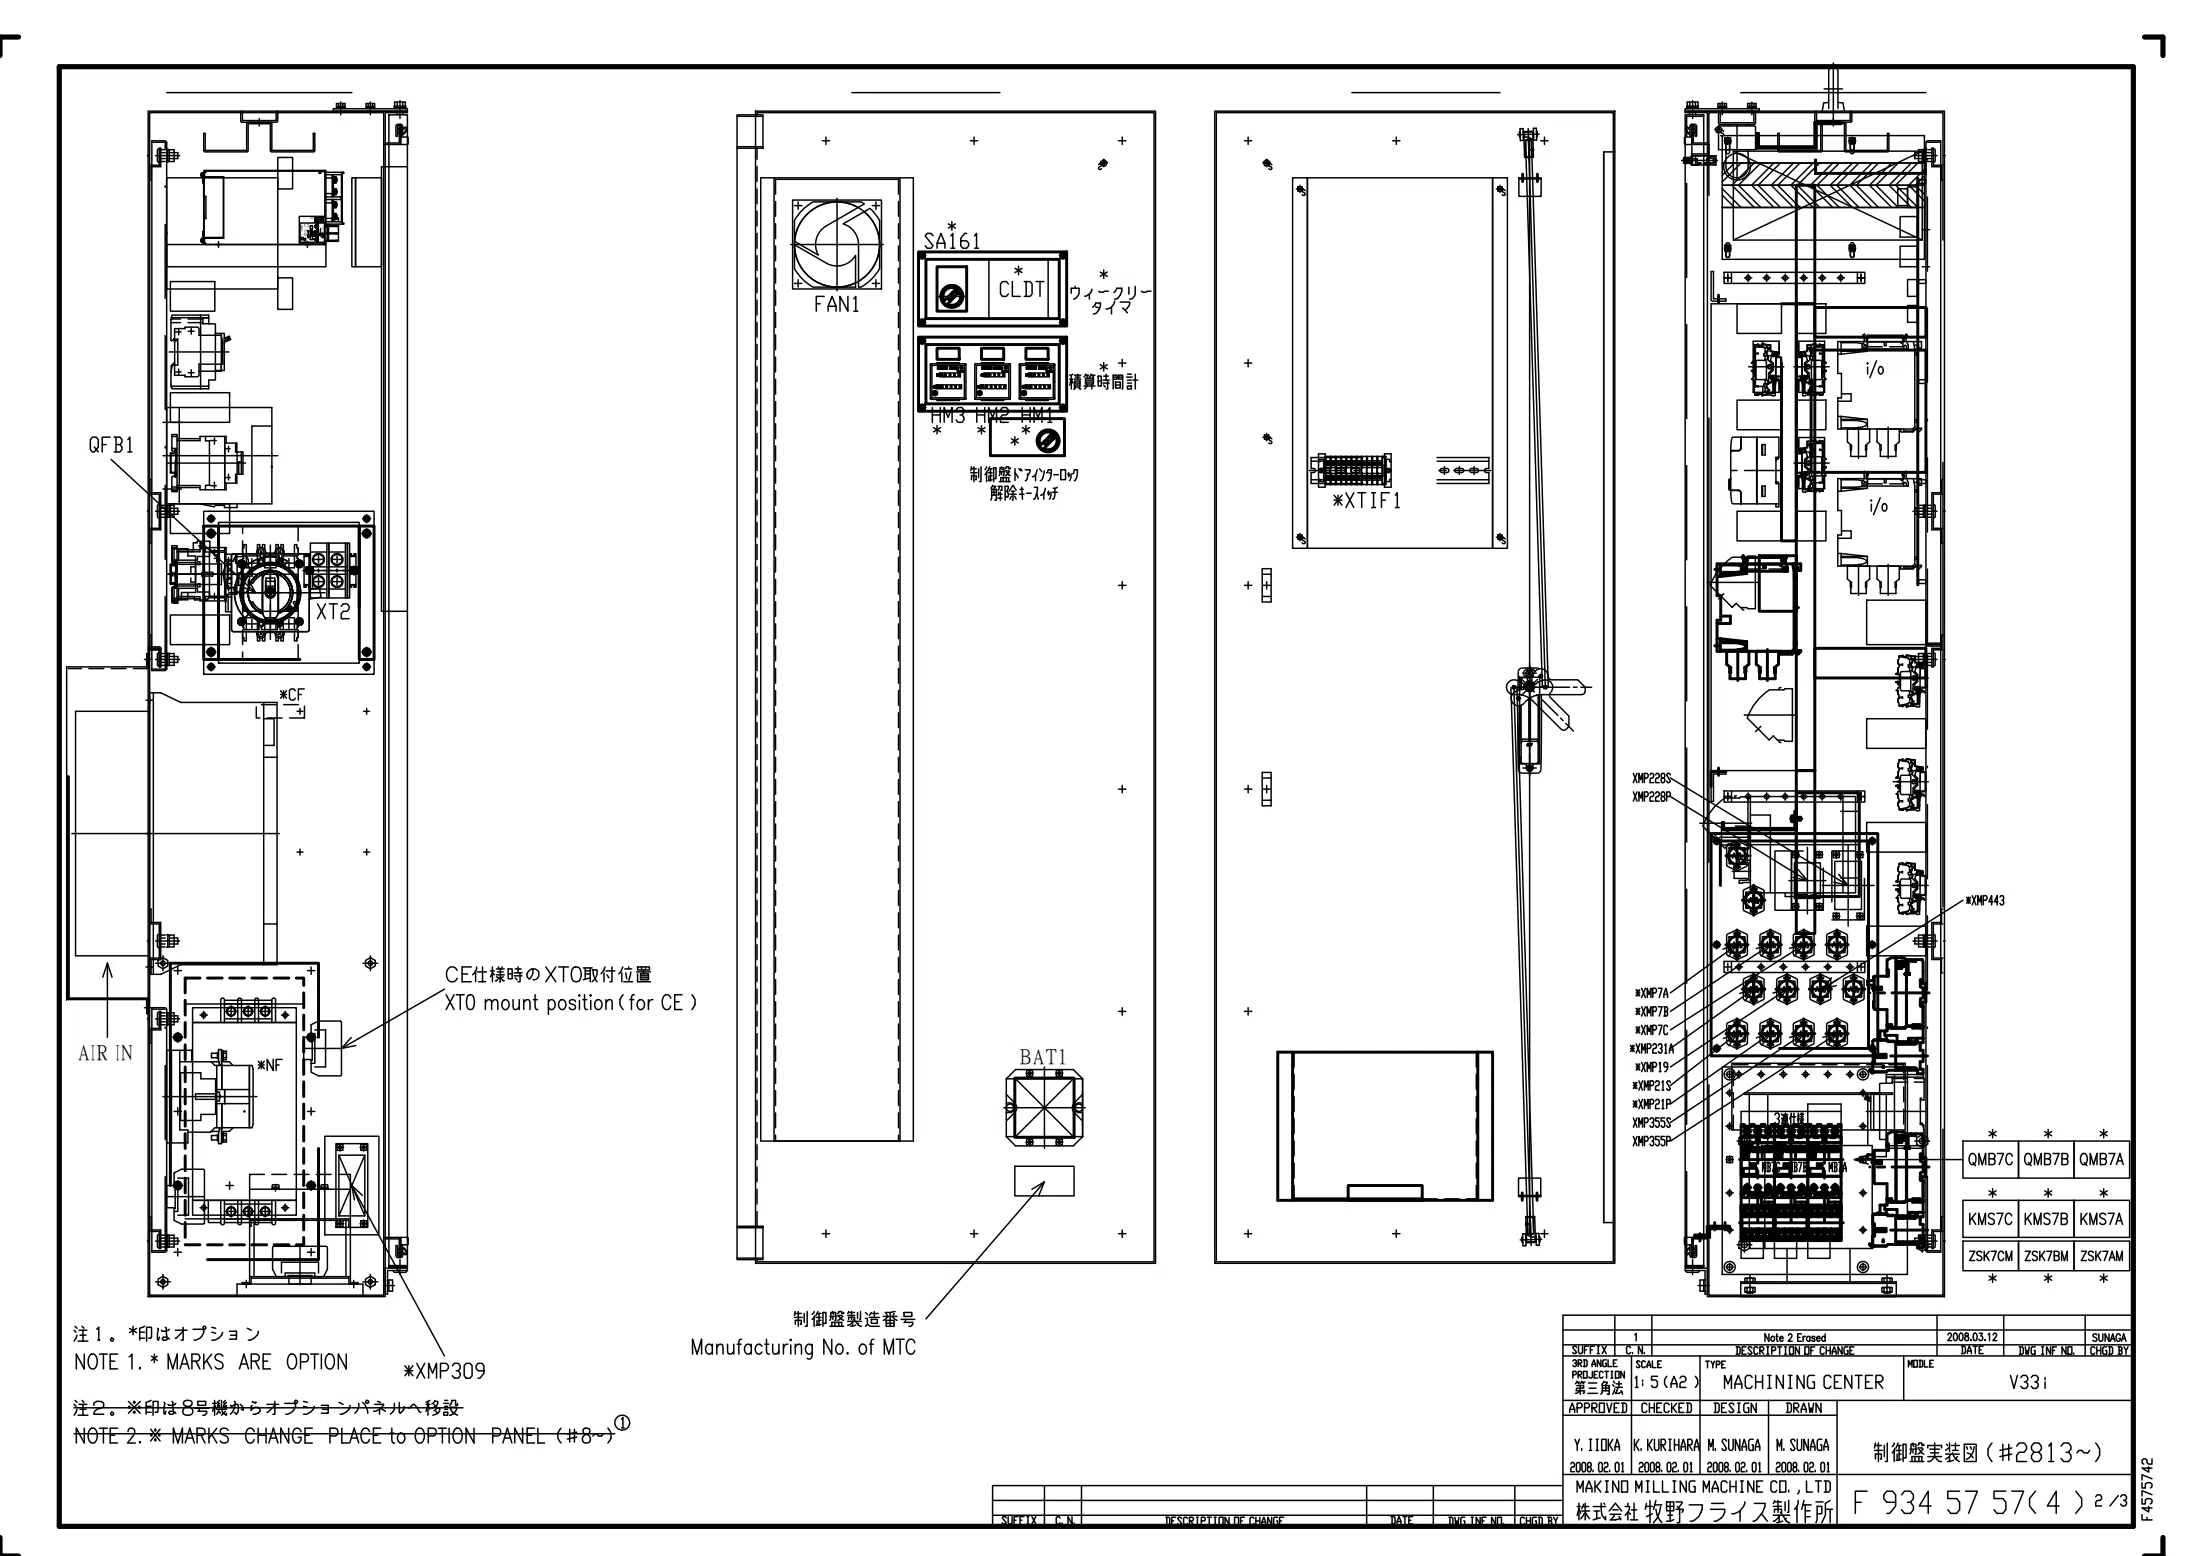 QFB1
XT2
*CF
AIR IN
*NF
CE仕様時のXT0取付位置
XT0 mount position(for CE )
*XMP309
FAN1
*
SA161
*
CLDT
*
ウィークリー
タイマ
*
積算時間計
HM3 HM2 HM1
* * *
*
制御盤ドアインターロック
解除キースイッチ
BAT1
制御盤製造番号
Manufacturing No. of MTC
*XTIF1
i/o
i/o
XMP228S
XMP228P
*XMP443
*XMP7A
*XMP7B
*XMP7C
*XMP231A
*XMP19
*XMP21S
*XMP21P
XMP355S
XMP355P
3連仕様
* * *
QMB7C QMB7B QMB7A
* * *
KMS7C KMS7B KMS7A
ZSK7CM ZSK7BM ZSK7AM
* * *
注1。*印はオプション
NOTE 1. * MARKS ARE OPTION
注2。※印は8号機からオプションパネルへ移設
NOTE 2. ※ MARKS CHANGE PLACE to OPTION PANEL (#8~) ①
1 Note 2 Erased 2008.03.12 SUNAGA
SUFFIX C. N. DESCRIPTION OF CHANGE DATE DWG INF NO. CHGD BY
3RD ANGLE PROJECTION 第三角法
SCALE 1:5(A2 )
TYPE MACHINING CENTER
MODLE V33i
APPROVED CHECKED DESIGN DRAWN
Y. IIOKA K. KURIHARA M. SUNAGA M. SUNAGA
2008. 02. 01 2008. 02. 01 2008. 02. 01 2008. 02. 01
制御盤実装図(#2813~)
MAKINO MILLING MACHINE CO. ,LTD
株式会社 牧野フライス製作所
F 934 57 57( 4 ) 2 /3
F4575742
SUFFIX C. N. DESCRIPTION OF CHANGE DATE DWG INF NO. CHGD BY